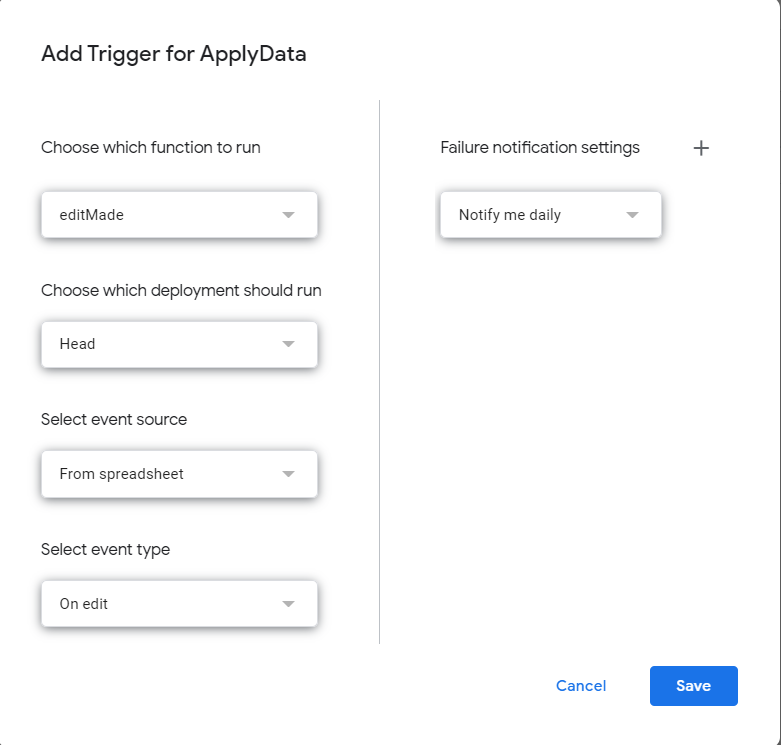 Add Trigger for ApplyData
Choose which function to run
editMade
Choose which deployment should run
Head
Select event source
From spreadsheet
Select event type
On edit
Failure notification settings
Notify me daily
Cancel
Save